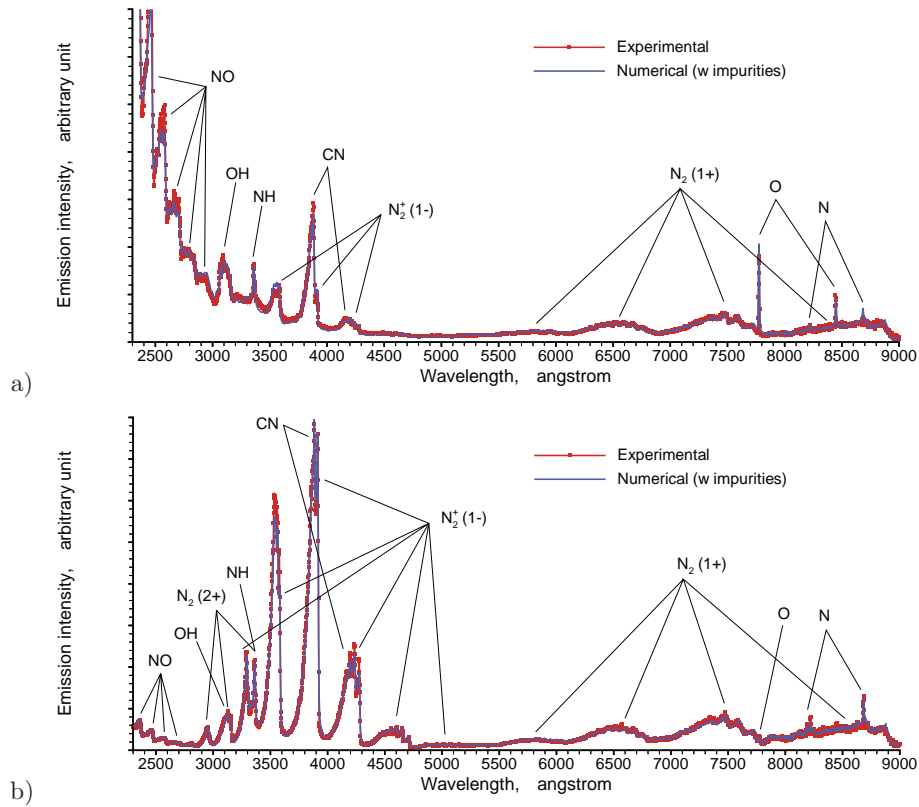 Emission intensity, arbitrary unit
Experimental
Numerical (w impurities)
NO
OH
NH
CN
N₂⁺ (1-)
N₂ (1+)
O
N
2500 3000 3500 4000 4500 5000 5500 6000 6500 7000 7500 8000 8500 9000
Wavelength, angstrom
a)
Emission intensity, arbitrary unit
Experimental
Numerical (w impurities)
CN
N₂⁺ (1-)
NH
N₂ (2+)
OH
NO
N₂ (1+)
O
N
2500 3000 3500 4000 4500 5000 5500 6000 6500 7000 7500 8000 8500 9000
Wavelength, angstrom
b)